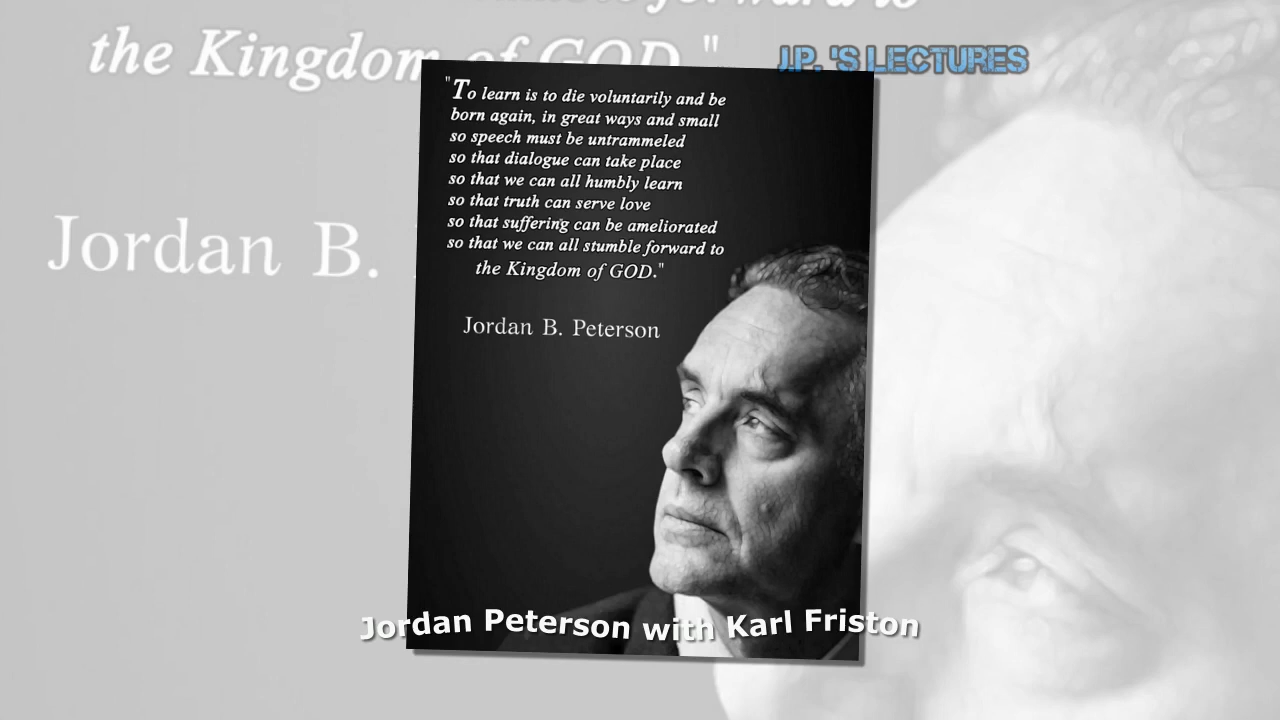 the Kingdom of GOD."
J.P. 'S LECTURES
"To learn is to die voluntarily and be
born again, in great ways and small
so speech must be untrammeled
so that dialogue can take place
so that we can all humbly learn
so that truth can serve love
so that suffering can be ameliorated
so that we can all stumble forward to
the Kingdom of GOD."
Jordan B.
Jordan B. Peterson
Jordan Peterson with Karl Friston